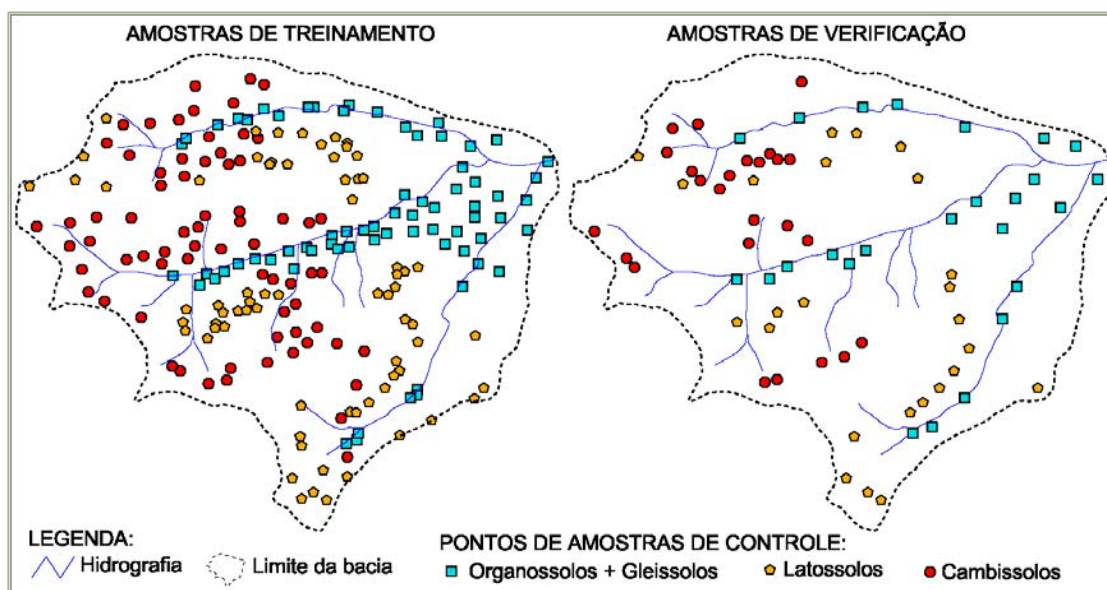 AMOSTRAS DE TREINAMENTO
AMOSTRAS DE VERIFICAÇÃO
LEGENDA:
Hidrografia
Limite da bacia
PONTOS DE AMOSTRAS DE CONTROLE:
Organossolos + Gleissolos
Latossolos
Cambissolos